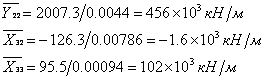 Y̅₂₂ = 2007.3/0.0044 = 456 × 10³ кН/м
X̅₃₂ = −126.3/0.00786 = −1.6 × 10³ кН/м
X̅₃₃ = 95.5/0.00094 = 102 × 10³ кН/м